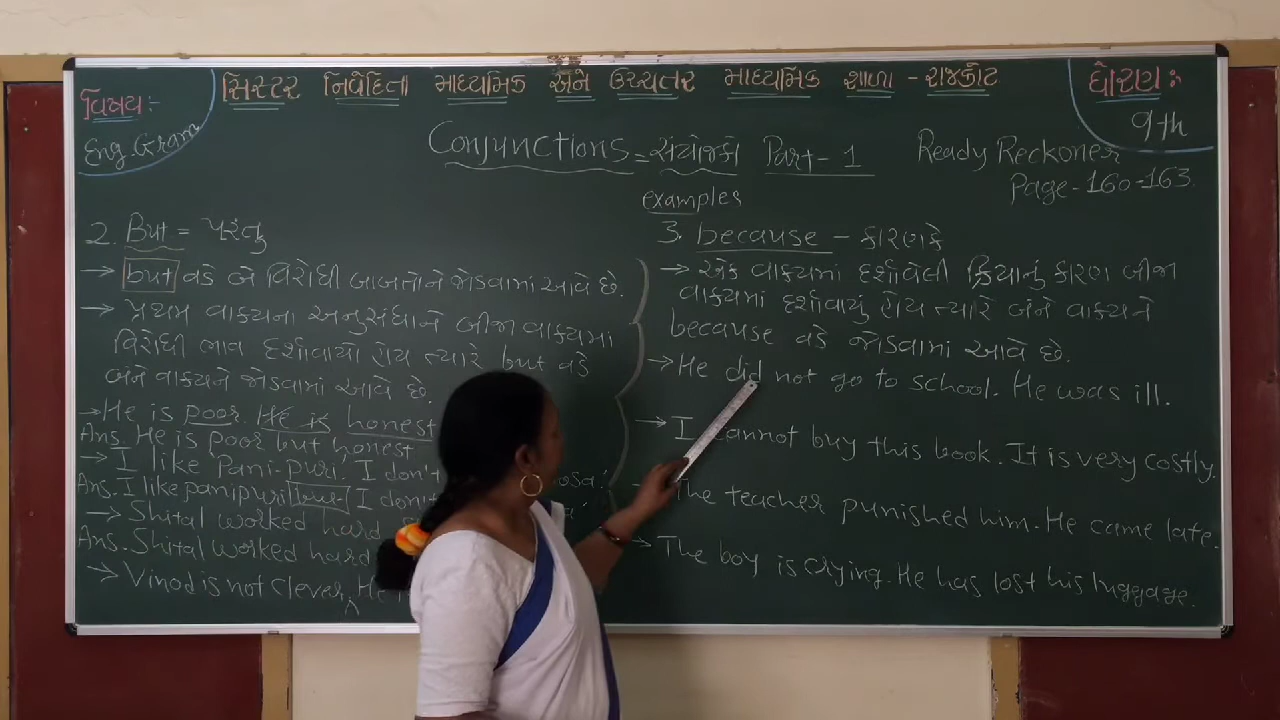 વિષય:-
Eng. Gram
સિસ્ટર નિવેદિતા માધ્યમિક અને ઉચ્ચતર માધ્યમિક શાળા - રાજકોટ
ધોરણ:
9th
Conjunctions = સંયોજકો Part - 1
Ready Reckoner
Page - 160-163.
examples
2. But = પરંતુ
→ but વડે બે વિરોધી બાબતોને જોડવામાં આવે છે.
→ પ્રથમ વાક્યના અનુસંધાને બીજા વાક્યમાં
વિરોધી ભાવ દર્શાવાયો હોય ત્યારે but વડે
બંને વાક્યને જોડવામાં આવે છે.
→ He is poor. He is honest
Ans. He is poor but honest
→ I like Pani-puri. I don't
Ans. I like panipuri but I don't
→ Shital worked hard
Ans. Shital worked hard
→ Vinod is not clever, He
3. because - કારણકે
→ એક વાક્યમાં દર્શાવેલી ક્રિયાનું કારણ બીજા
વાક્યમાં દર્શાવાયું હોય ત્યારે બંને વાક્યને
because વડે જોડવામાં આવે છે.
→ He did not go to school. He was ill.
→ I cannot buy this book. It is very costly.
The teacher punished him. He came late.
→ The boy is crying. He has lost his luggage.